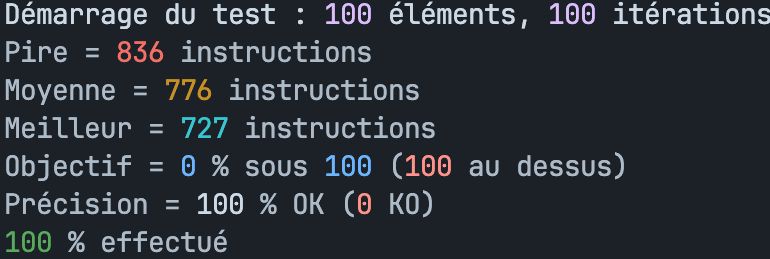 Démarrage du test : 100 éléments, 100 itérations
Pire = 836 instructions
Moyenne = 776 instructions
Meilleur = 727 instructions
Objectif = 0 % sous 100 (100 au dessus)
Précision = 100 % OK (0 KO)
100 % effectué